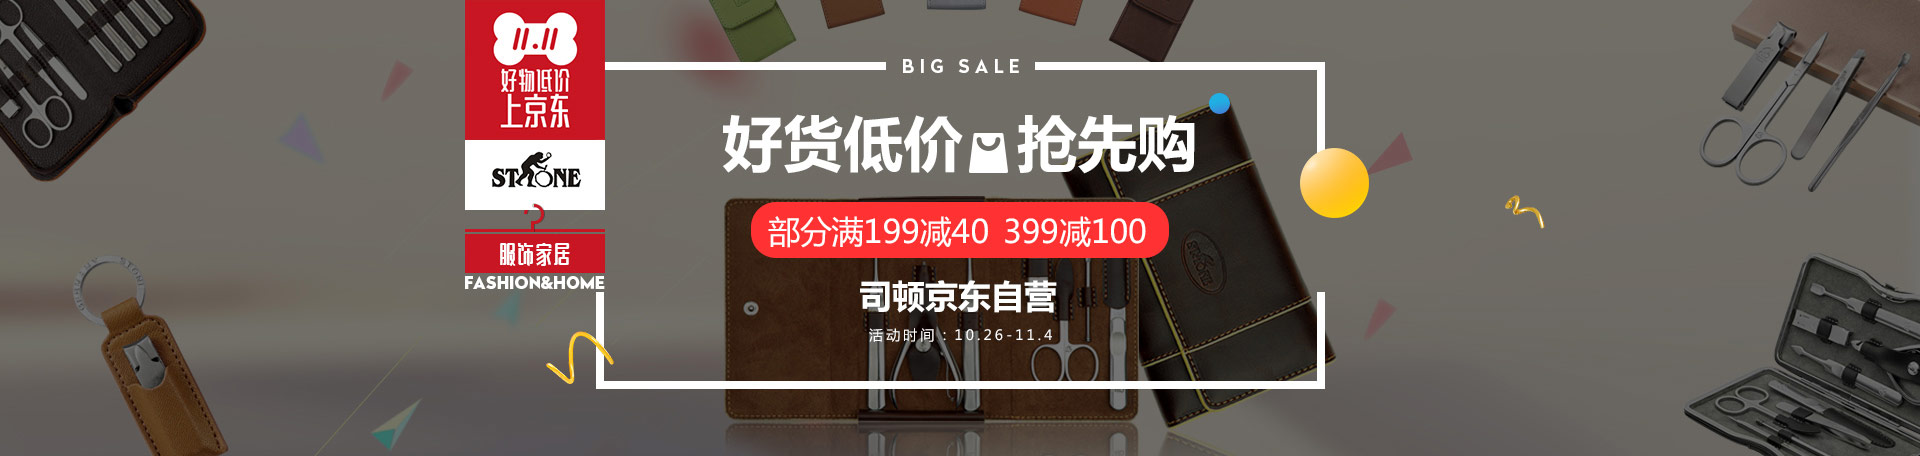 11.11
好物低价
上京东
STONE
服饰家居
FASHION&HOME
BIG SALE
好货低价 抢先购
部分满199减40 399减100
司顿京东自营
活动时间：10.26-11.4